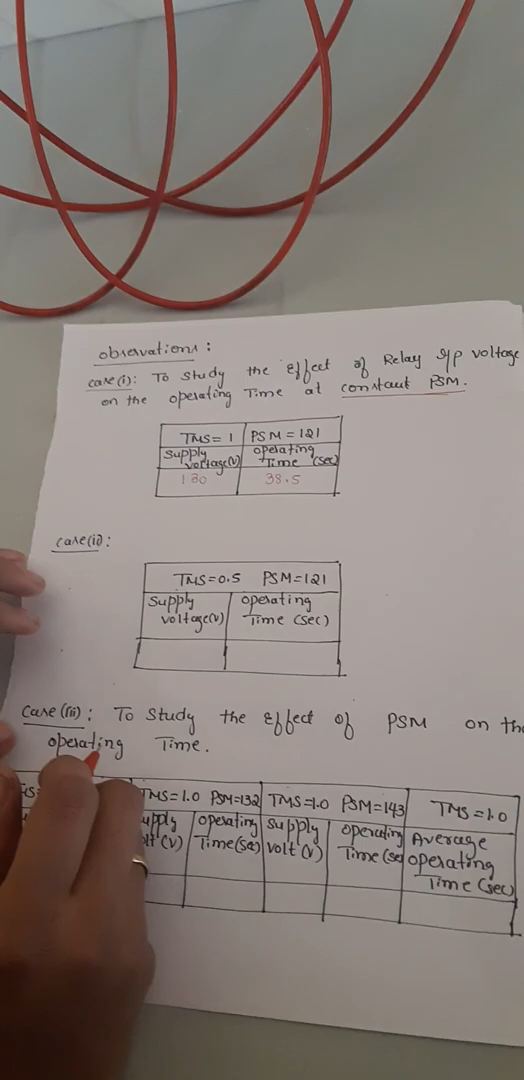 observations:
case(i): To study the effect of Relay I/P voltage
on the operating Time at constant PSM.
TMS=1 PSM=121
supply voltage(V) operating Time (sec)
130 38.5
case(ii):
TMS=0.5 PSM=121
supply voltage(V) operating Time (sec)
case(iii): To study the Effect of PSM on the
operating Time.
TMS=1.0 PSM=132 TMS=1.0 PSM=143 TMS=1.0
operating Time(sec) supply volt(V) operating Time(sec Average operating Time(sec)